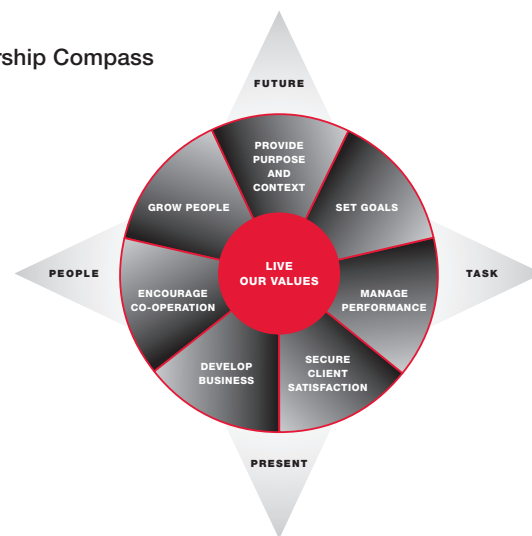 rship Compass
FUTURE
PROVIDE
PURPOSE
AND
CONTEXT
GROW PEOPLE
SET GOALS
PEOPLE
LIVE
OUR VALUES
TASK
ENCOURAGE
CO-OPERATION
MANAGE
PERFORMANCE
DEVELOP
BUSINESS
SECURE
CLIENT
SATISFACTION
PRESENT